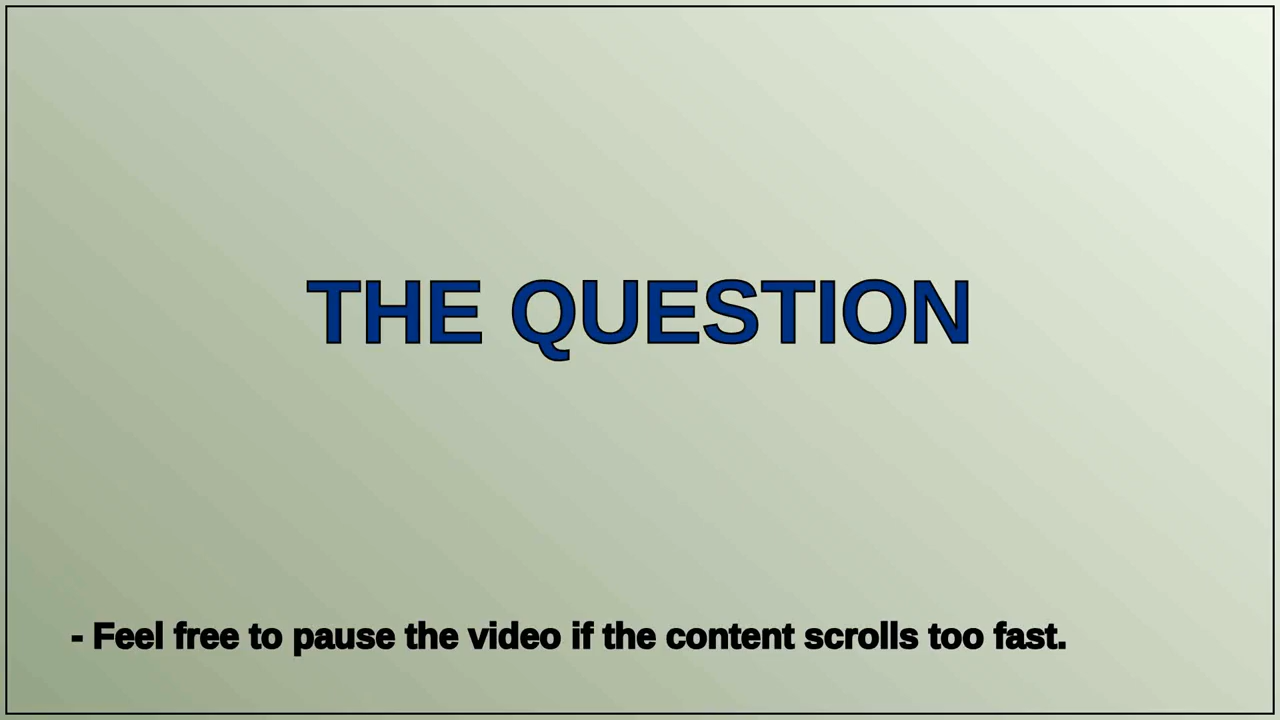 THE QUESTION
- Feel free to pause the video if the content scrolls too fast.